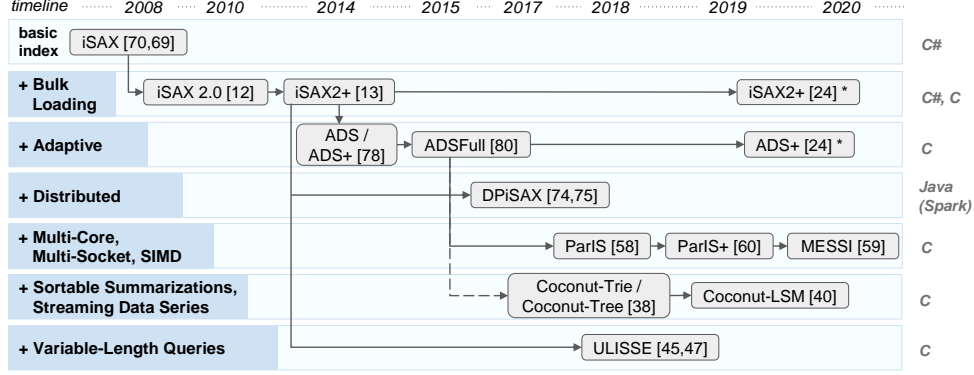 timeline 2008 2010 2014 2015 2017 2018 2019 2020
basic
index
iSAX [70,69]
C#
+ Bulk
Loading
iSAX 2.0 [12]
iSAX2+ [13]
iSAX2+ [24] *
C#, C
+ Adaptive
ADS /
ADS+ [78]
ADSFull [80]
ADS+ [24] *
C
+ Distributed
DPiSAX [74,75]
Java
(Spark)
+ Multi-Core,
Multi-Socket, SIMD
ParIS [58]
ParIS+ [60]
MESSI [59]
C
+ Sortable Summarizations,
Streaming Data Series
Coconut-Trie /
Coconut-Tree [38]
Coconut-LSM [40]
C
+ Variable-Length Queries
ULISSE [45,47]
C